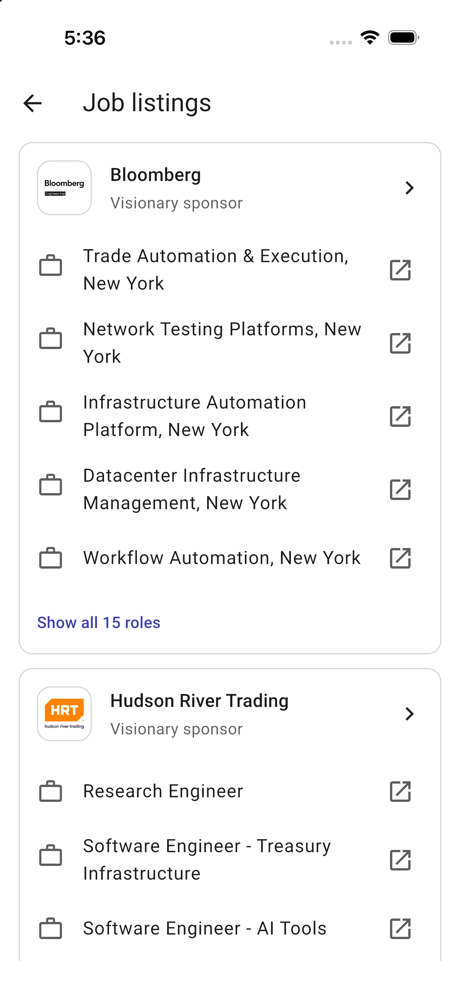 5:36
Job listings
Bloomberg
Engineering
Bloomberg
Visionary sponsor
Trade Automation & Execution,
New York
Network Testing Platforms, New
York
Infrastructure Automation
Platform, New York
Datacenter Infrastructure
Management, New York
Workflow Automation, New York
Show all 15 roles
HRT
hudson river trading
Hudson River Trading
Visionary sponsor
Research Engineer
Software Engineer - Treasury
Infrastructure
Software Engineer - AI Tools